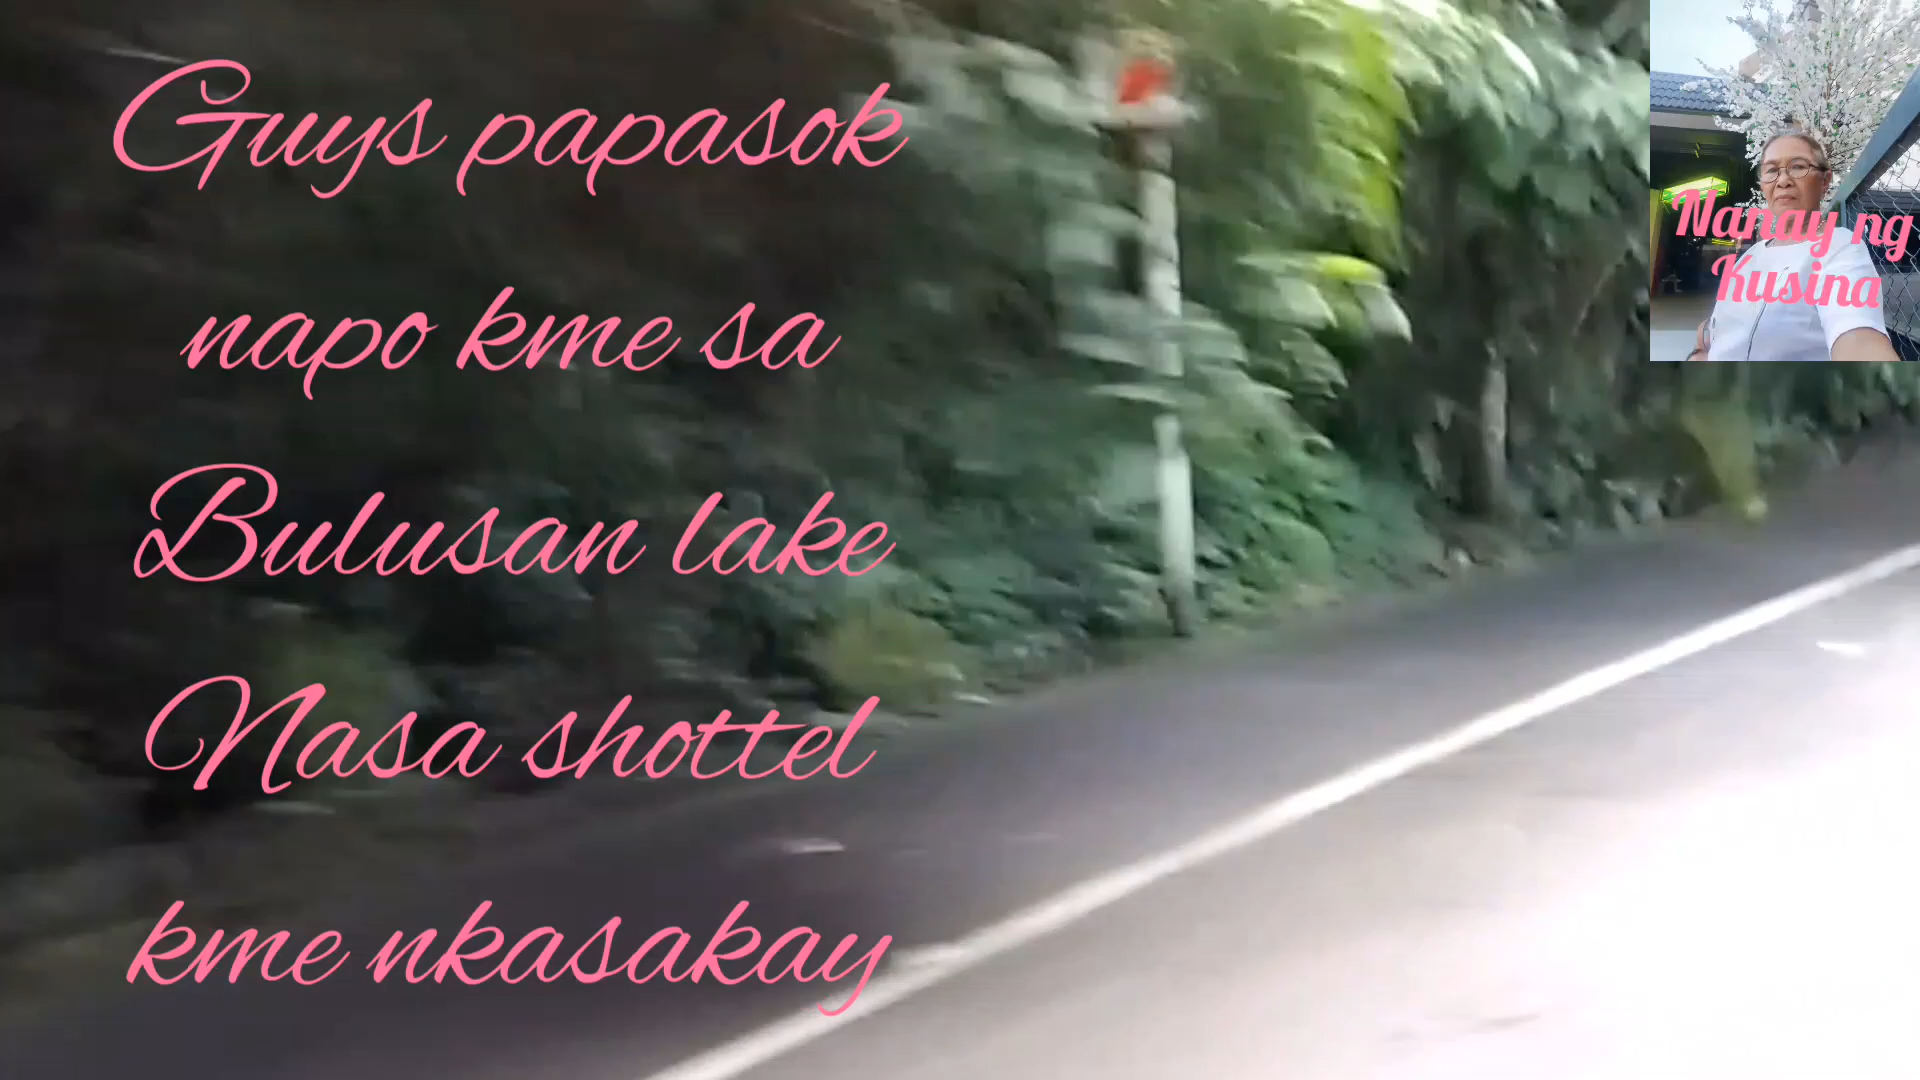 Guys papasok
napo kme sa
Bulusan lake
Nasa shottel
kme nkasakay
Nanay ng
Kusina